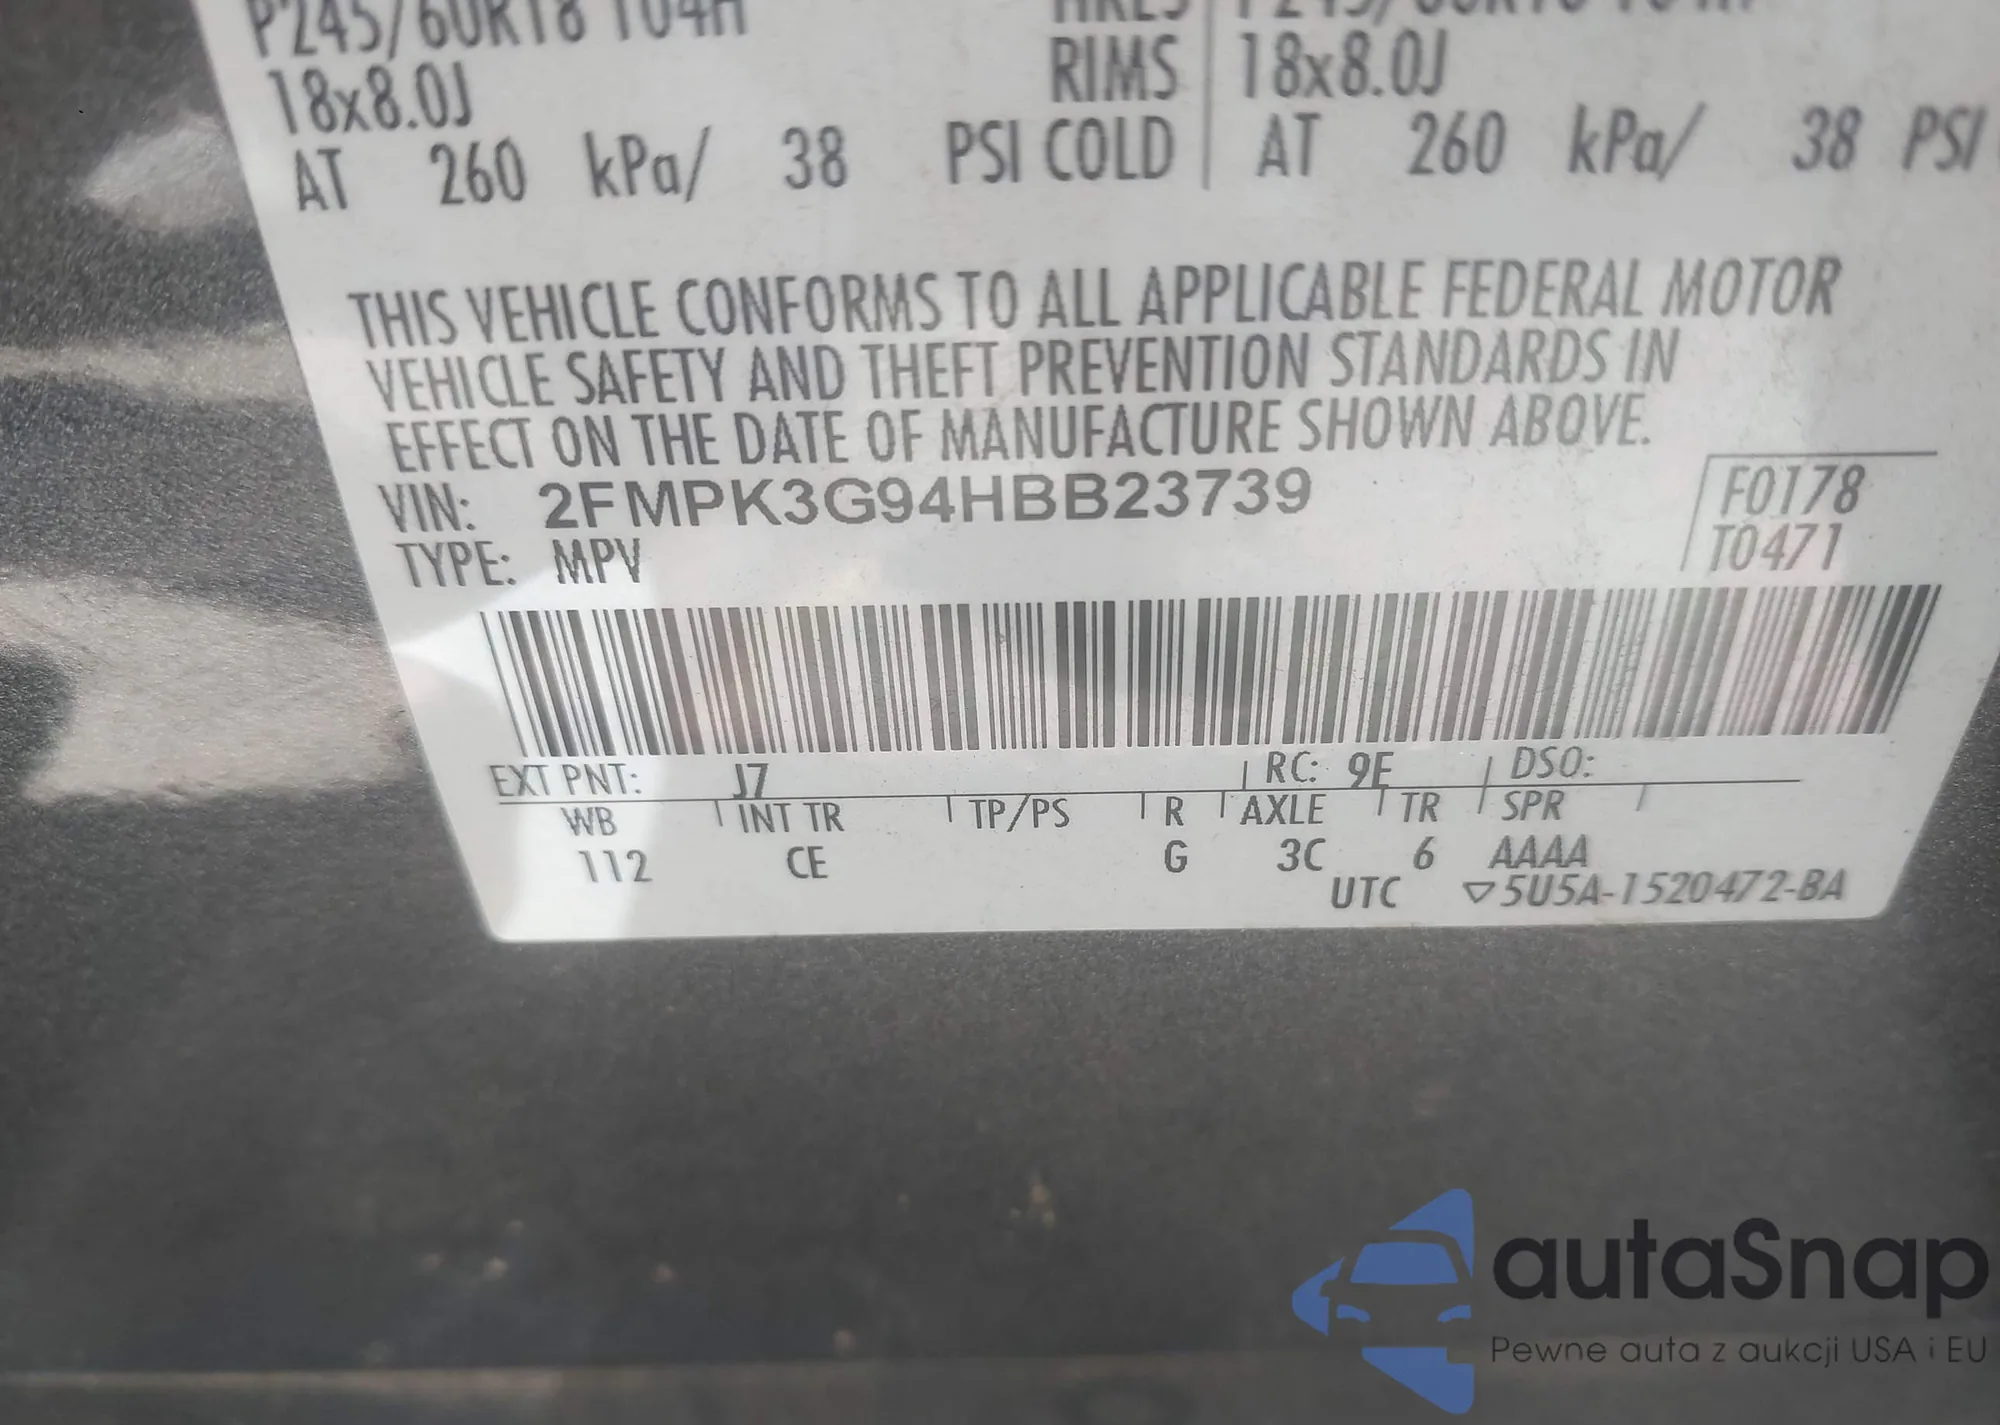 P245/60R18 104H
18x8.0J RIMS 18x8.0J
AT 260 kPa/ 38 PSI COLD AT 260 kPa/ 38 PSI
THIS VEHICLE CONFORMS TO ALL APPLICABLE FEDERAL MOTOR
VEHICLE SAFETY AND THEFT PREVENTION STANDARDS IN
EFFECT ON THE DATE OF MANUFACTURE SHOWN ABOVE.
VIN: 2FMPK3G94HBB23739 F0178
TYPE: MPV T0471
EXT PNT: J7 RC: 9E DSO:
WB INT TR TP/PS R AXLE TR SPR
112 CE G 3C 6 AAAA
UTC ▽5U5A-1520472-BA
autaSnap
Pewne auta z aukcji USA i EU